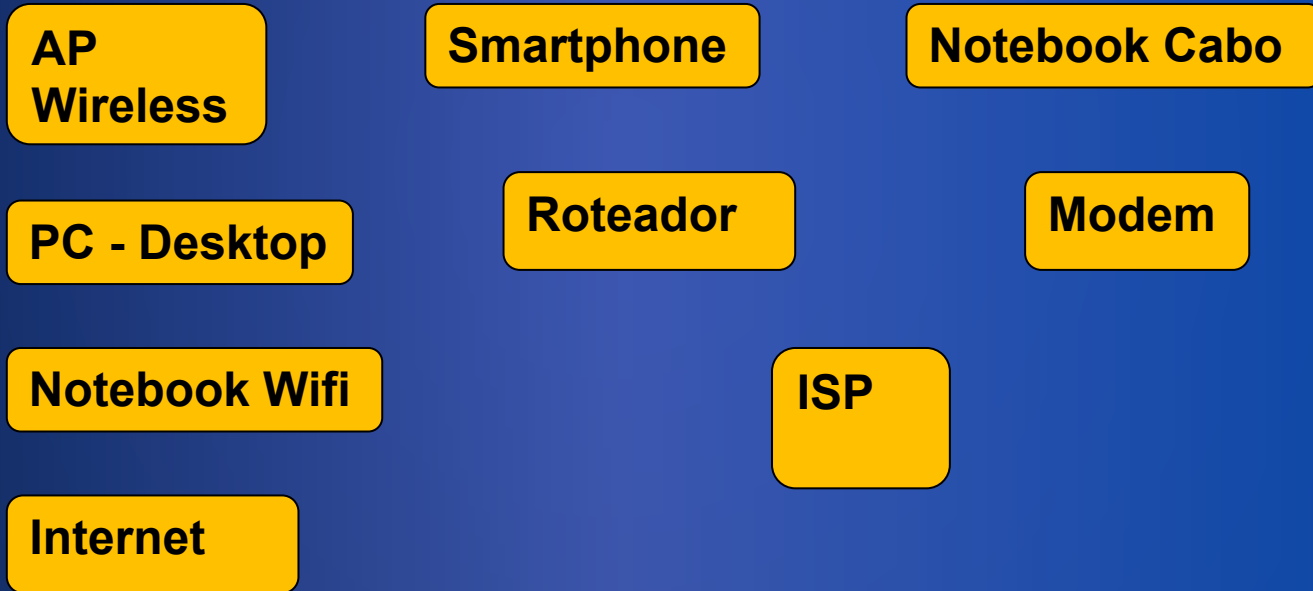 AP
Wireless
Smartphone
Notebook Cabo
PC - Desktop
Roteador
Modem
Notebook Wifi
ISP
Internet